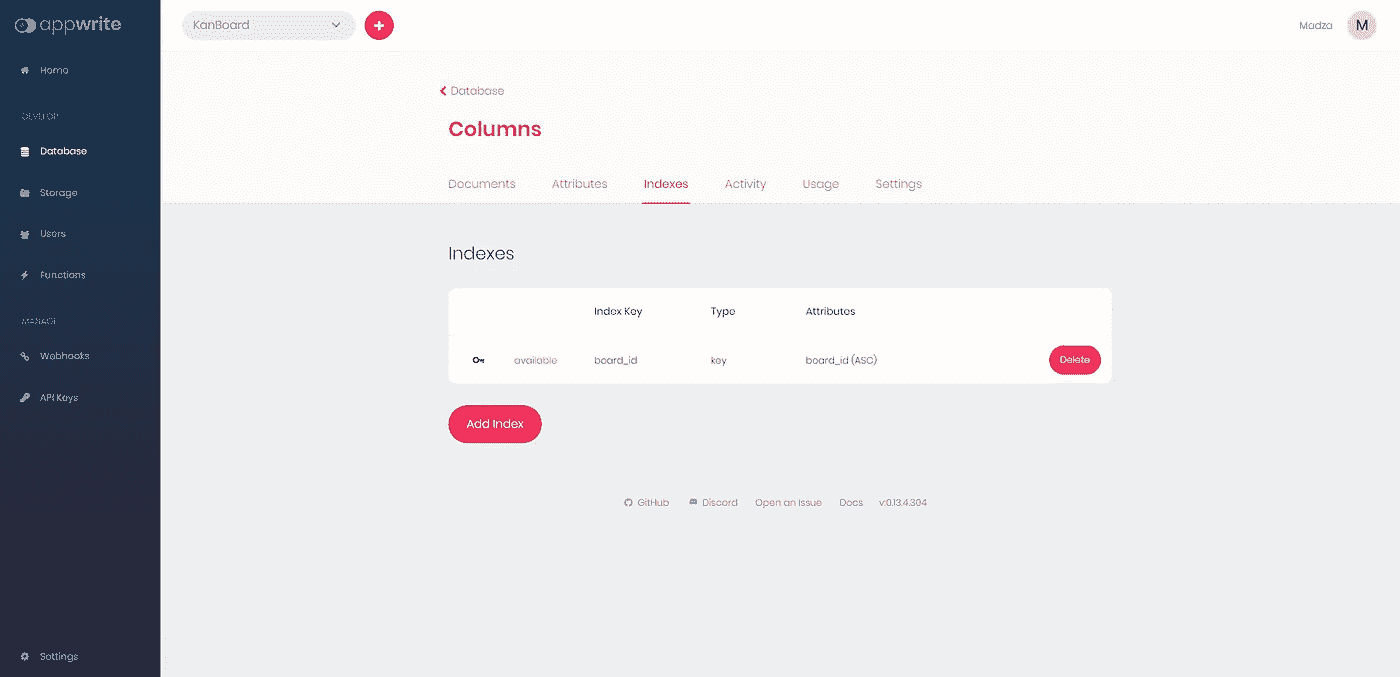 appwrite
KanBoard
+
Madza
M
Home
DEVELOP
Database
Storage
Users
Functions
MANAGE
Webhooks
API Keys
Settings
Database
Columns
Documents Attributes Indexes Activity Usage Settings
Indexes
Index Key Type Attributes
available board_id key board_id (ASC) Delete
Add Index
GitHub Discord Open an Issue Docs v:0.13.4.304